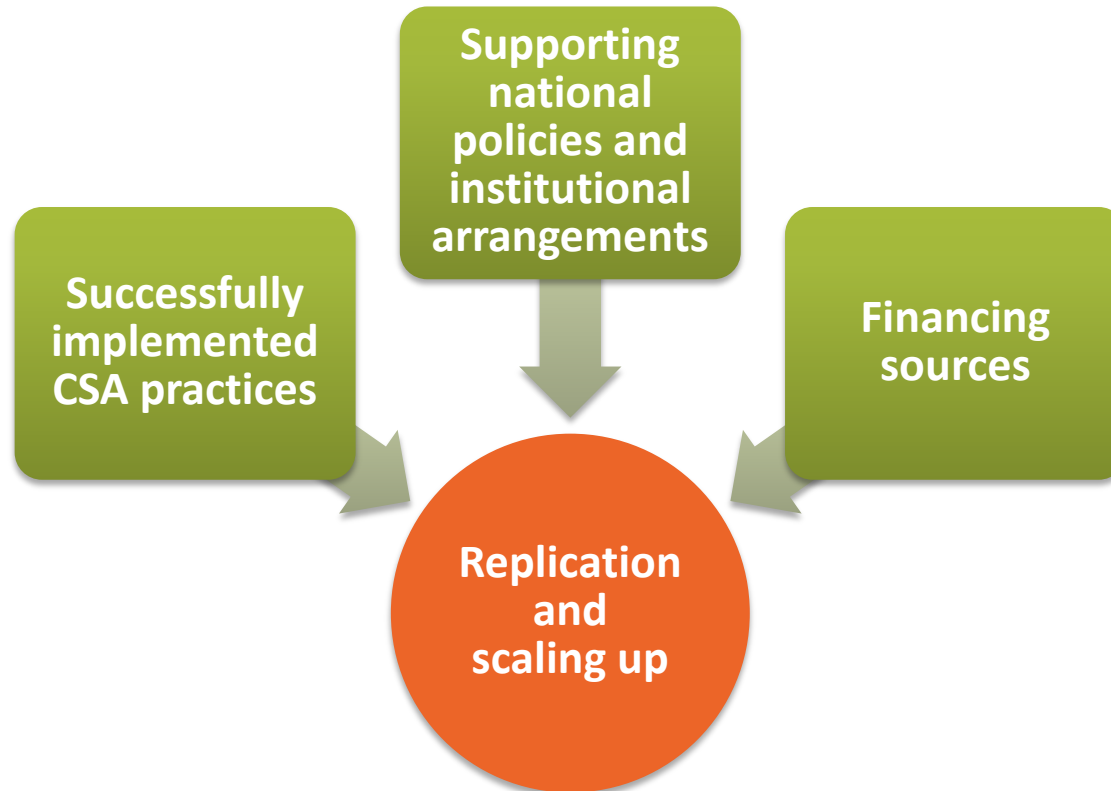 Supporting
national
policies and
institutional
arrangements
Successfully
implemented
CSA practices
Financing
sources
Replication
and
scaling up